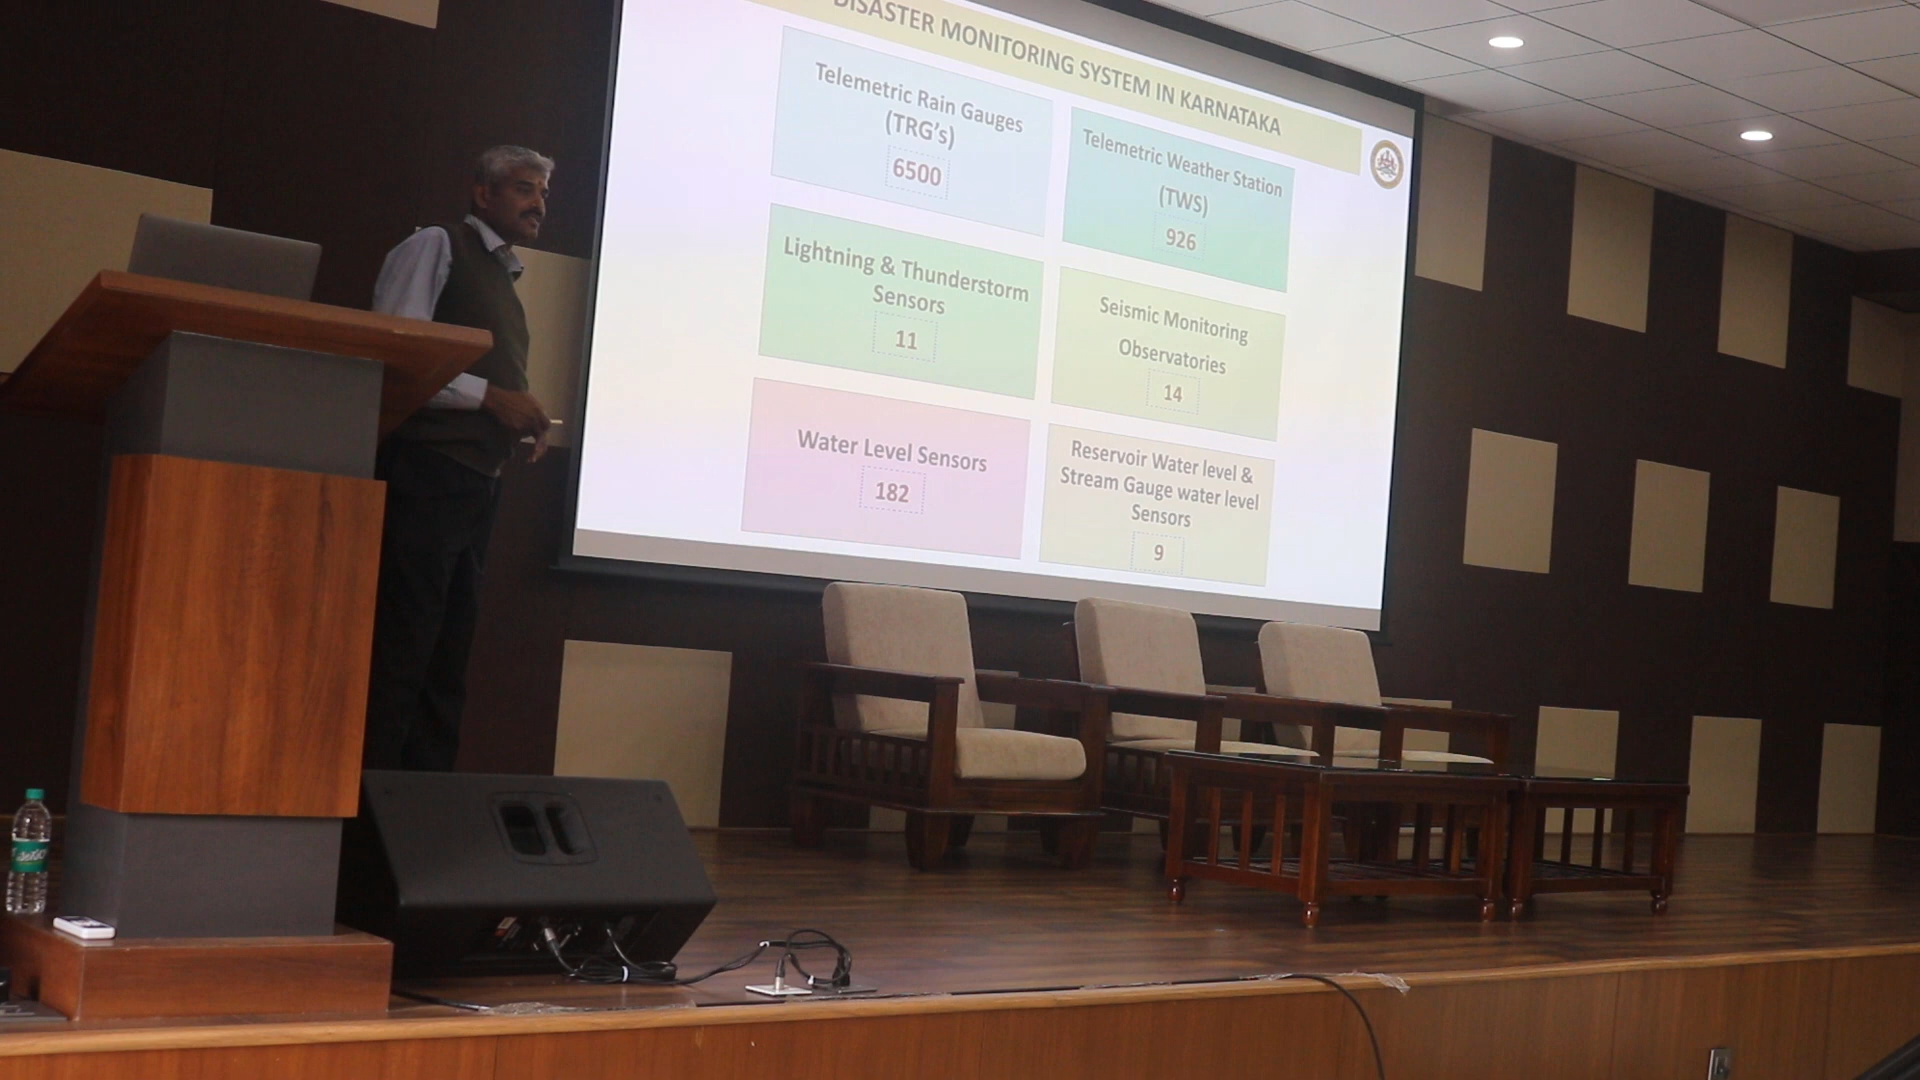 DISASTER MONITORING SYSTEM IN KARNATAKA
Telemetric Rain Gauges
(TRG's)
6500
Telemetric Weather Station
(TWS)
926
Lightning & Thunderstorm
Sensors
11
Seismic Monitoring
Observatories
14
Water Level Sensors
182
Reservoir Water level &
Stream Gauge water level
Sensors
9